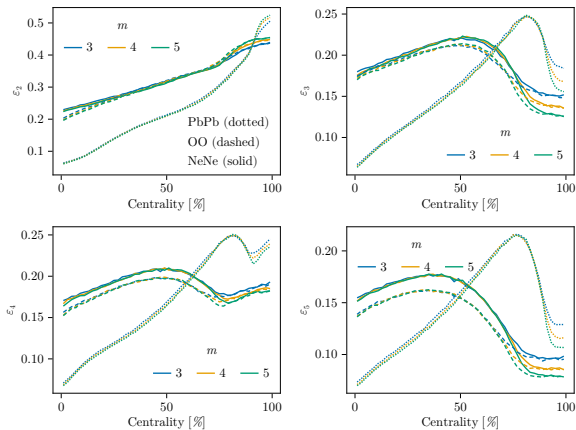 m
3 4 5
PbPb (dotted)
OO (dashed)
NeNe (solid)
ε2
0.5
0.4
0.3
0.2
0.1
0 50 100
Centrality [%]
ε3
0.25
0.20
0.15
0.10
m
3 4 5
0 50 100
Centrality [%]
ε4
0.25
0.20
0.15
0.10
m
3 4 5
0 50 100
Centrality [%]
m
3 4 5
ε5
0.20
0.15
0.10
0 50 100
Centrality [%]